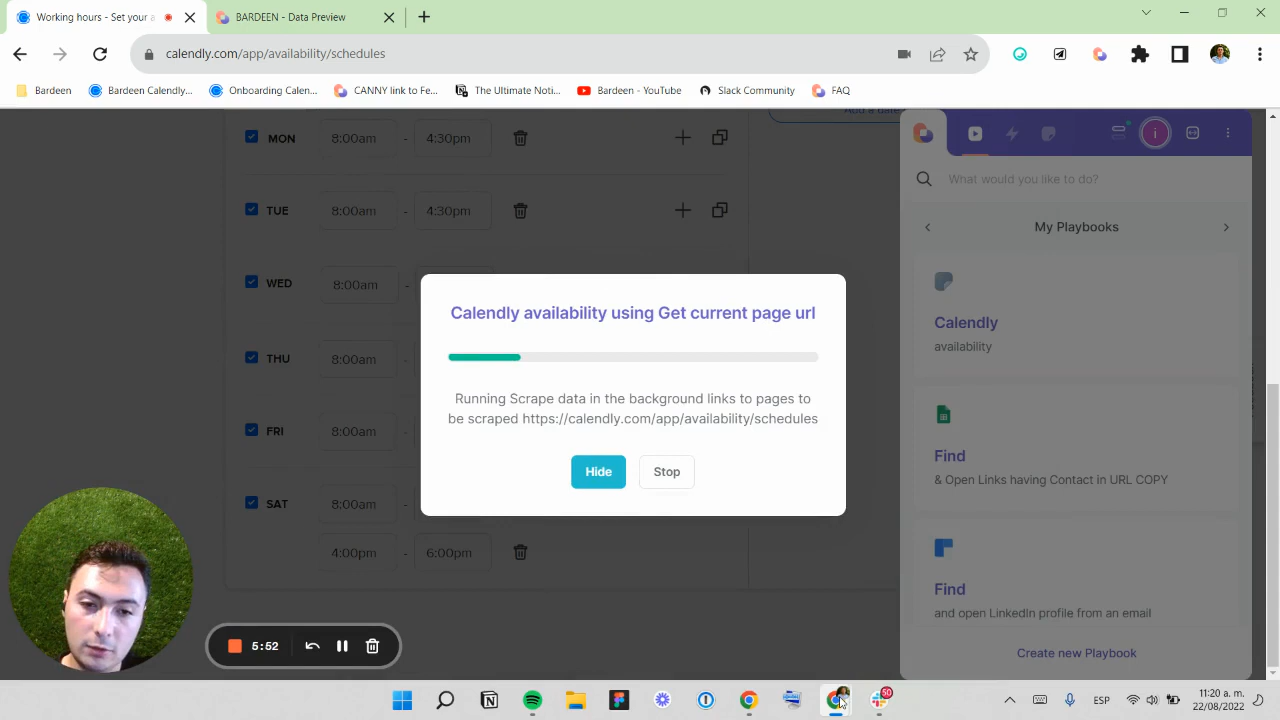 Working hours - Set your a
BARDEEN - Data Preview
calendly.com/app/availability/schedules
Bardeen
Bardeen Calendly...
Onboarding Calen...
CANNY link to Fe...
The Ultimate Noti...
Bardeen - YouTube
Slack Community
FAQ
MON 8:00am - 4:30pm
TUE 8:00am - 4:30pm
WED 8:00am -
THU 8:00am -
FRI 8:00am -
SAT 8:00am -
4:00pm - 6:00pm
Add a date
Calendly availability using Get current page url
Running Scrape data in the background links to pages to
be scraped https://calendly.com/app/availability/schedules
Hide
Stop
i
What would you like to do?
My Playbooks
Calendly
availability
Find
& Open Links having Contact in URL COPY
Find
and open LinkedIn profile from an email
Create new Playbook
5:52
50
ESP
11:20 a. m.
22/08/2022